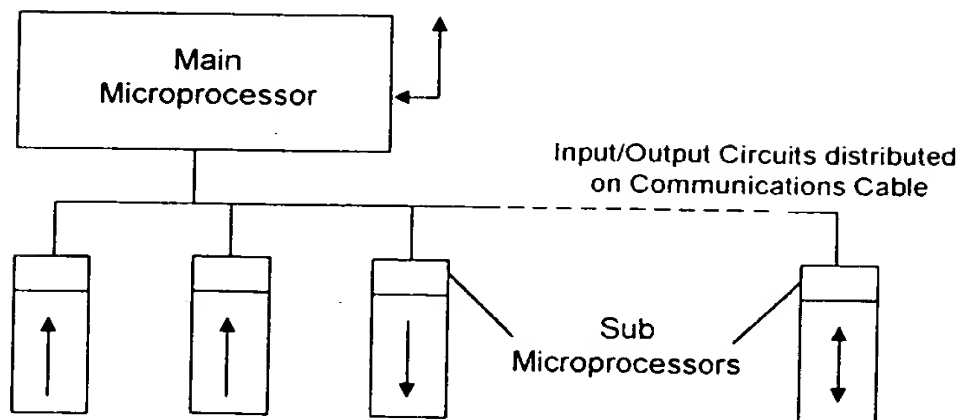 Main
Microprocessor
Input/Output Circuits distributed
on Communications Cable
Sub
Microprocessors